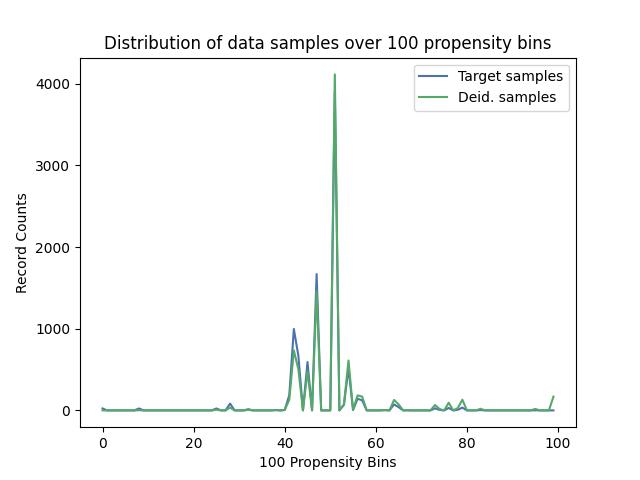 Distribution of data samples over 100 propensity bins
Target samples
Deid. samples
4000
3000
2000
1000
0
Record Counts
0 20 40 60 80 100
100 Propensity Bins